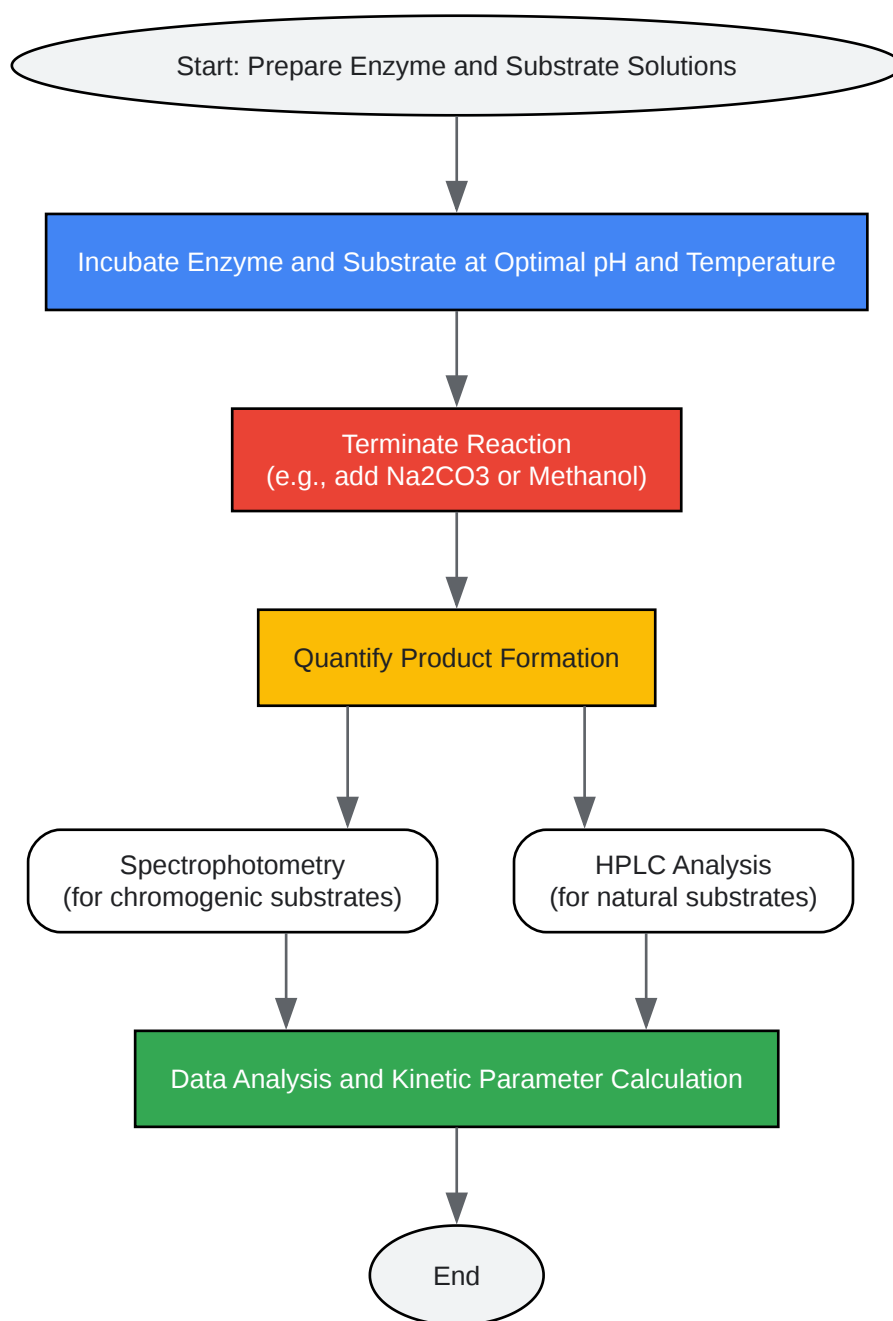 Start: Prepare Enzyme and Substrate Solutions
Incubate Enzyme and Substrate at Optimal pH and Temperature
Terminate Reaction
(e.g., add Na2CO3 or Methanol)
Quantify Product Formation
Spectrophotometry
(for chromogenic substrates)
HPLC Analysis
(for natural substrates)
Data Analysis and Kinetic Parameter Calculation
End